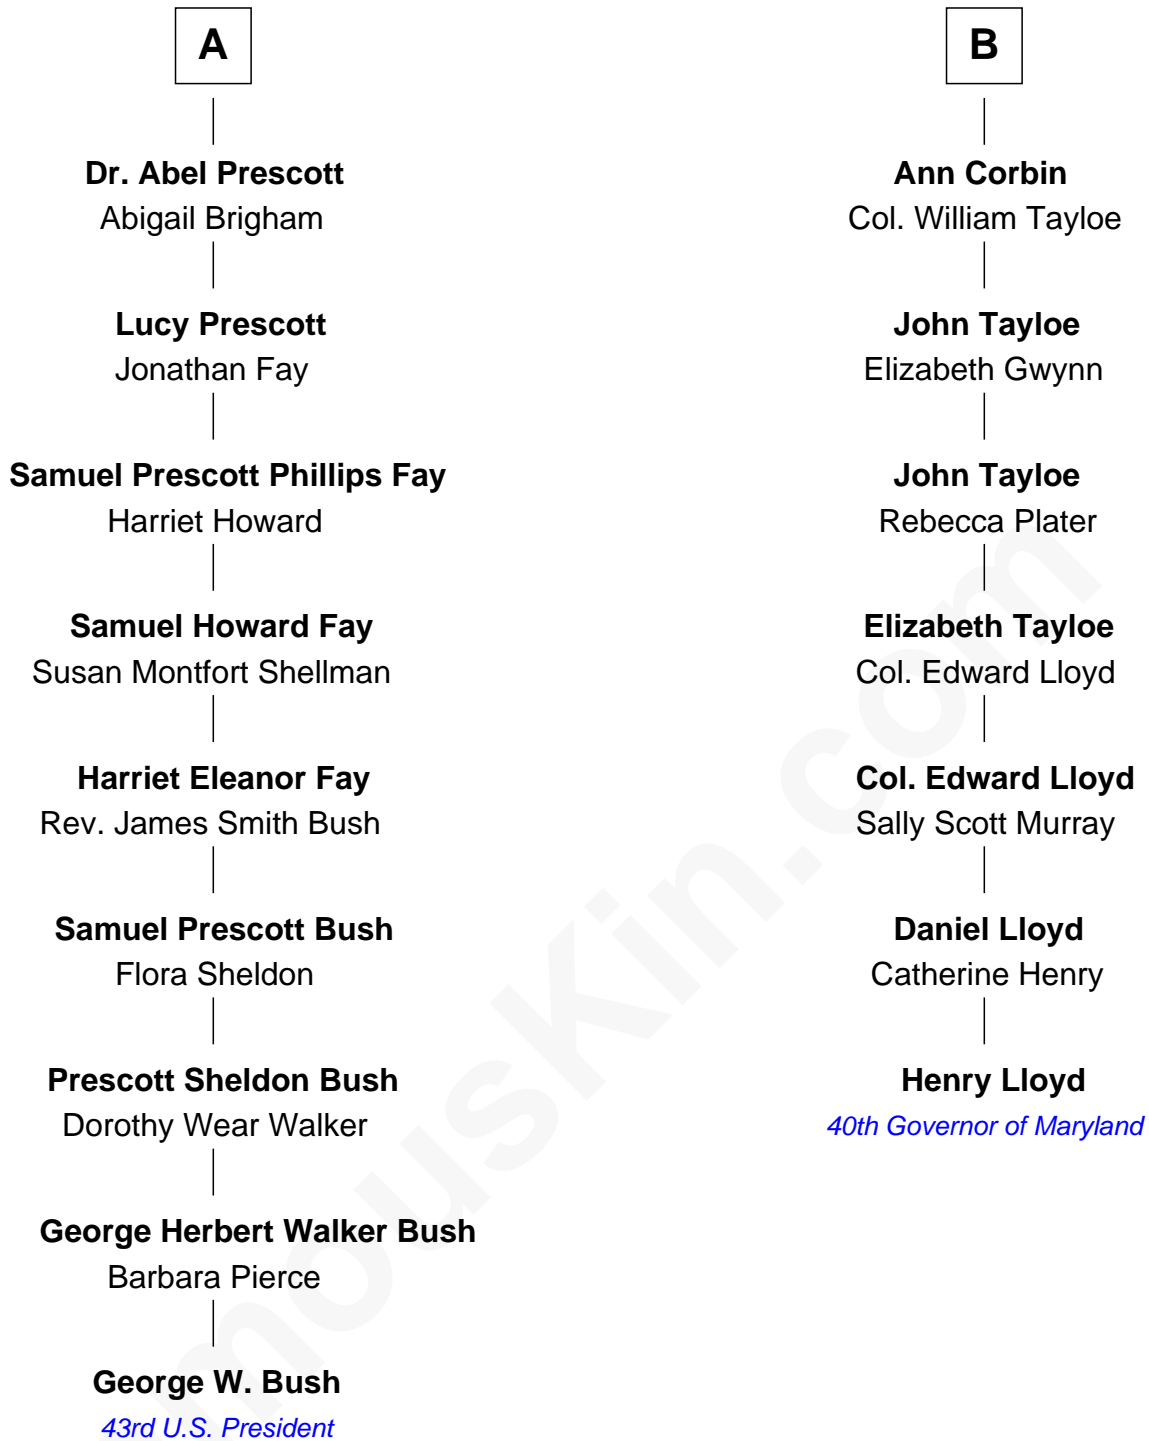 A
Dr. Abel Prescott
Abigail Brigham
Lucy Prescott
Jonathan Fay
Samuel Prescott Phillips Fay
Harriet Howard
Samuel Howard Fay
Susan Montfort Shellman
Harriet Eleanor Fay
Rev. James Smith Bush
Samuel Prescott Bush
Flora Sheldon
Prescott Sheldon Bush
Dorothy Wear Walker
George Herbert Walker Bush
Barbara Pierce
George W. Bush
43rd U.S. President
B
Ann Corbin
Col. William Tayloe
John Tayloe
Elizabeth Gwynn
John Tayloe
Rebecca Plater
Elizabeth Tayloe
Col. Edward Lloyd
Col. Edward Lloyd
Sally Scott Murray
Daniel Lloyd
Catherine Henry
Henry Lloyd
40th Governor of Maryland
mouskin.com